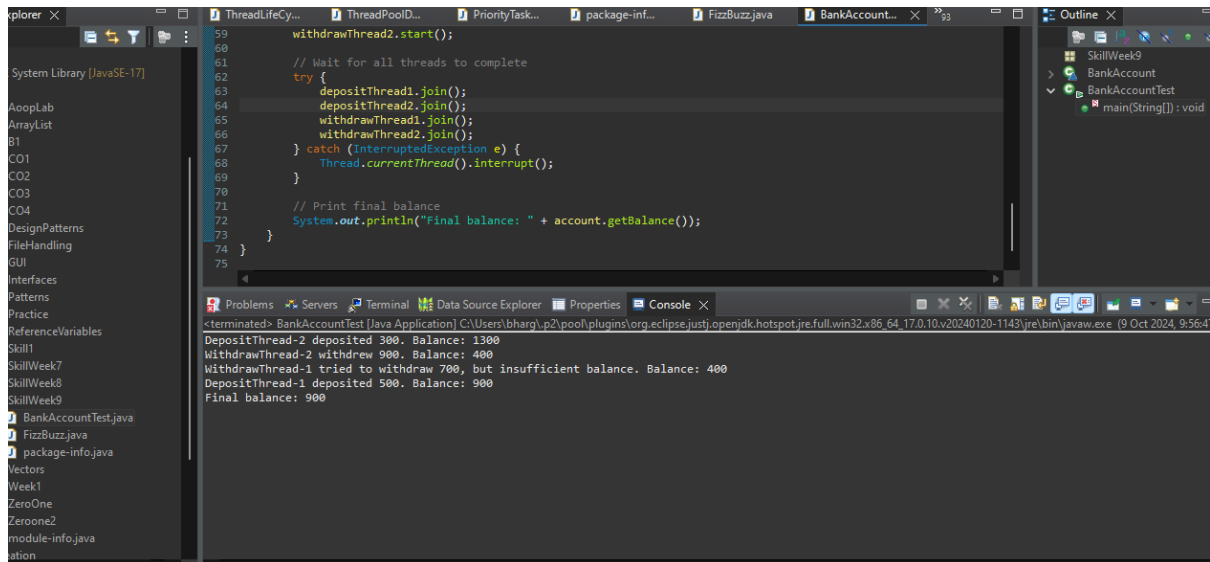 xplorer
System Library [JavaSE-17]
AoopLab
ArrayList
B1
CO1
CO2
CO3
CO4
DesignPatterns
FileHandling
GUI
Interfaces
Patterns
Practice
ReferenceVariables
Skill1
SkillWeek7
SkillWeek8
SkillWeek9
BankAccountTest.java
FizzBuzz.java
package-info.java
Vectors
Week1
ZeroOne
Zeroone2
module-info.java
eation
ThreadLifeCy... ThreadPoolD... PriorityTask... package-inf... FizzBuzz.java BankAccount... 93
59 withdrawThread2.start();
60
61 // Wait for all threads to complete
62 try {
63 depositThread1.join();
64 depositThread2.join();
65 withdrawThread1.join();
66 withdrawThread2.join();
67 } catch (InterruptedException e) {
68 Thread.currentThread().interrupt();
69 }
70
71 // Print final balance
72 System.out.println("Final balance: " + account.getBalance());
73 }
74 }
75
Outline
SkillWeek9
BankAccount
BankAccountTest
main(String[]) : void
Problems Servers Terminal Data Source Explorer Properties Console
<terminated> BankAccountTest [Java Application] C:\Users\bharg\.p2\pool\plugins\org.eclipse.justj.openjdk.hotspot.jre.full.win32.x86_64_17.0.10.v20240120-1143\jre\bin\javaw.exe (9 Oct 2024, 9:56:4
DepositThread-2 deposited 300. Balance: 1300
WithdrawThread-2 withdrew 900. Balance: 400
WithdrawThread-1 tried to withdraw 700, but insufficient balance. Balance: 400
DepositThread-1 deposited 500. Balance: 900
Final balance: 900